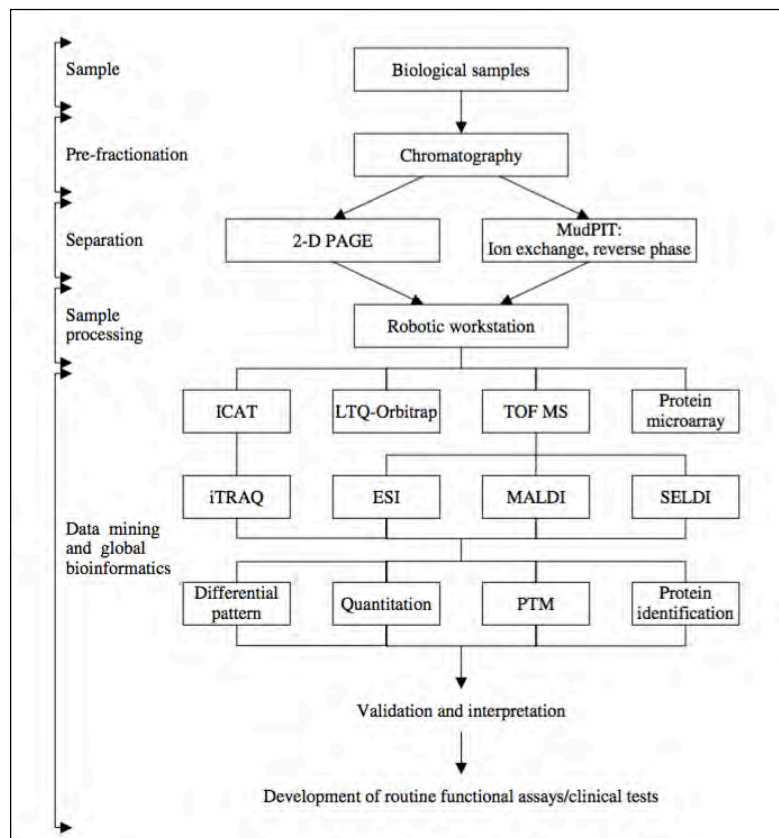 Sample
Biological samples
Pre-fractionation
Chromatography
Separation
2-D PAGE
MudPIT:
Ion exchange, reverse phase
Sample
processing
Robotic workstation
ICAT
LTQ-Orbitrap
TOF MS
Protein
microarray
iTRAQ
ESI
MALDI
SELDI
Data mining
and global
bioinformatics
Differential
pattern
Quantitation
PTM
Protein
identification
Validation and interpretation
Development of routine functional assays/clinical tests